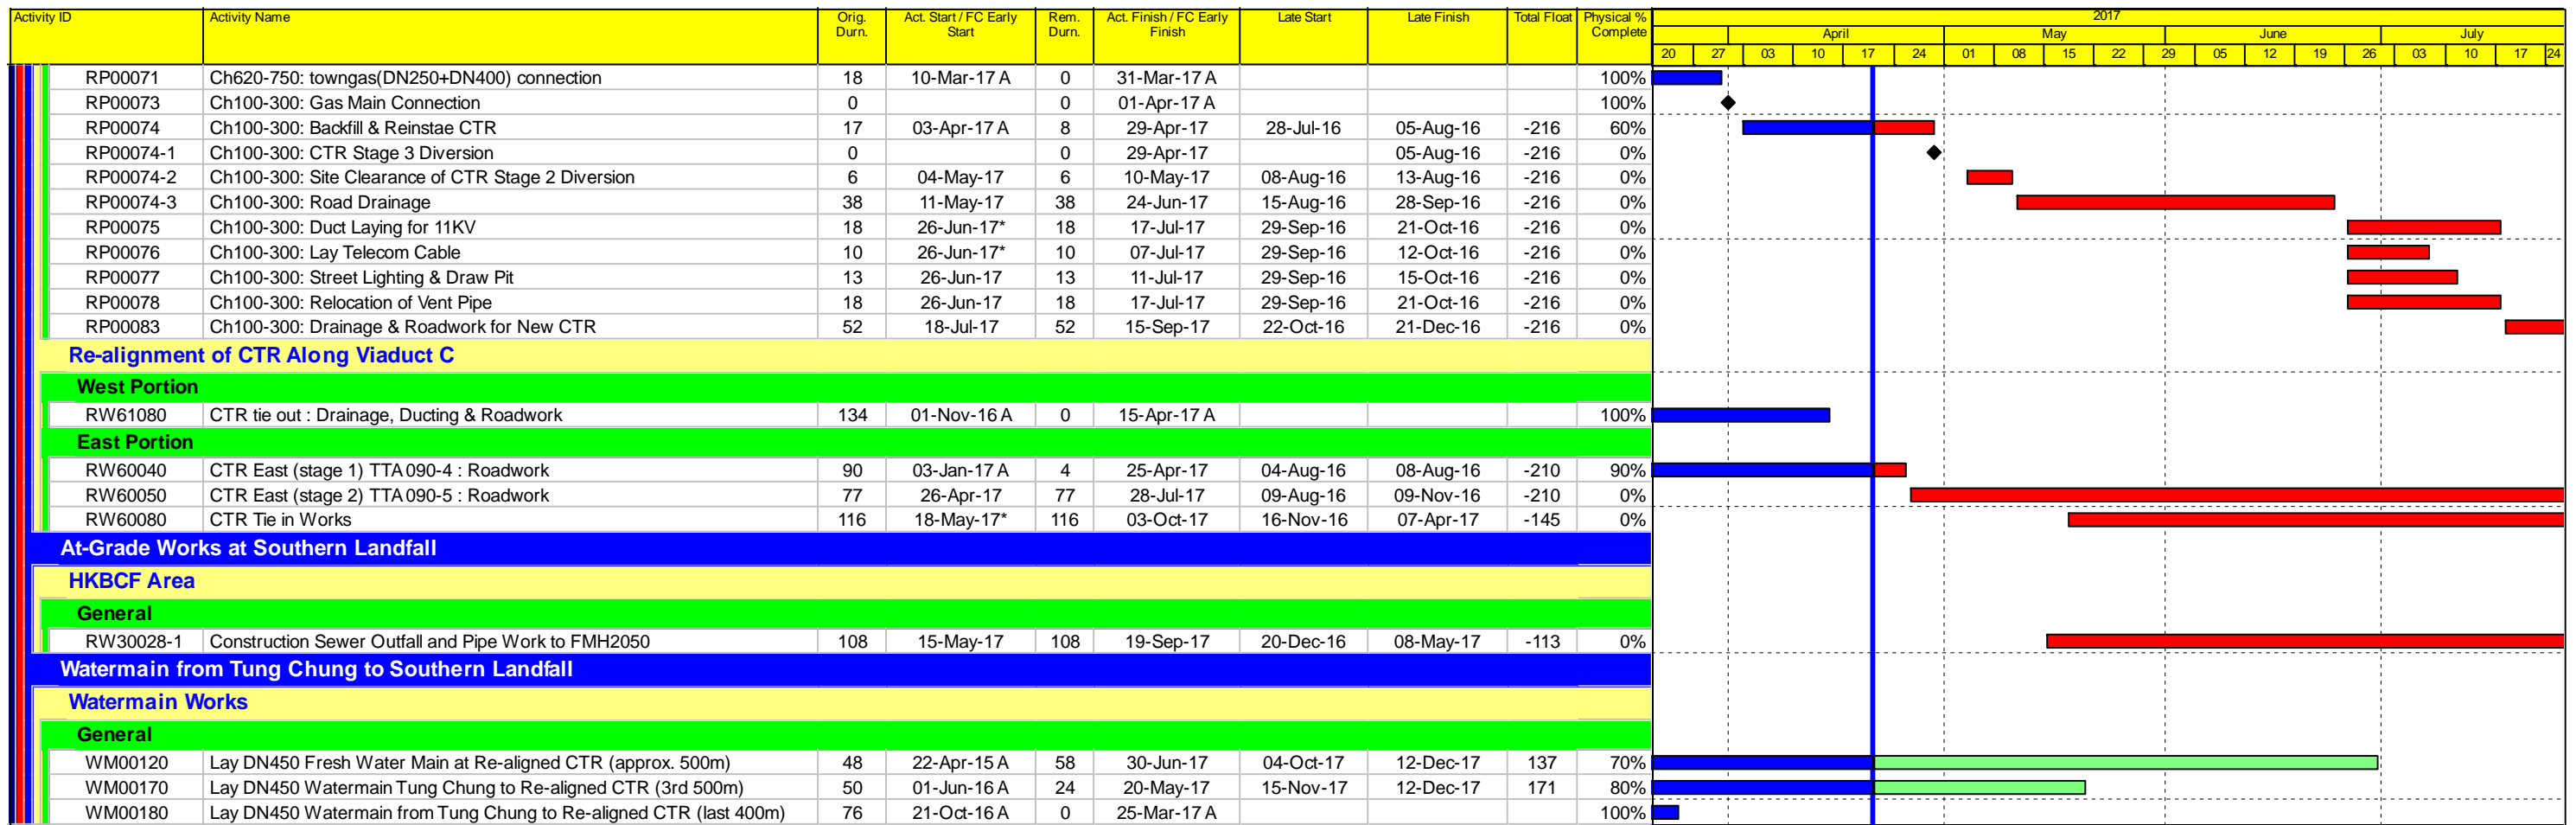 Activity ID Activity Name Orig. Durn. Act. Start / FC Early Start Rem. Durn. Act. Finish / FC Early Finish Late Start Late Finish Total Float Physical % Complete 2017
April May June July
20 27 03 10 17 24 01 08 15 22 29 05 12 19 26 03 10 17 24
RP00071 Ch620-750: towngas(DN250+DN400) connection 18 10-Mar-17 A 0 31-Mar-17 A 100%
RP00073 Ch100-300: Gas Main Connection 0 0 01-Apr-17 A 100%
RP00074 Ch100-300: Backfill & Reinstae CTR 17 03-Apr-17 A 8 29-Apr-17 28-Jul-16 05-Aug-16 -216 60%
RP00074-1 Ch100-300: CTR Stage 3 Diversion 0 0 29-Apr-17 05-Aug-16 -216 0%
RP00074-2 Ch100-300: Site Clearance of CTR Stage 2 Diversion 6 04-May-17 6 10-May-17 08-Aug-16 13-Aug-16 -216 0%
RP00074-3 Ch100-300: Road Drainage 38 11-May-17 38 24-Jun-17 15-Aug-16 28-Sep-16 -216 0%
RP00075 Ch100-300: Duct Laying for 11KV 18 26-Jun-17* 18 17-Jul-17 29-Sep-16 21-Oct-16 -216 0%
RP00076 Ch100-300: Lay Telecom Cable 10 26-Jun-17* 10 07-Jul-17 29-Sep-16 12-Oct-16 -216 0%
RP00077 Ch100-300: Street Lighting & Draw Pit 13 26-Jun-17 13 11-Jul-17 29-Sep-16 15-Oct-16 -216 0%
RP00078 Ch100-300: Relocation of Vent Pipe 18 26-Jun-17 18 17-Jul-17 29-Sep-16 21-Oct-16 -216 0%
RP00083 Ch100-300: Drainage & Roadwork for New CTR 52 18-Jul-17 52 15-Sep-17 22-Oct-16 21-Dec-16 -216 0%
Re-alignment of CTR Along Viaduct C
West Portion
RW61080 CTR tie out : Drainage, Ducting & Roadwork 134 01-Nov-16 A 0 15-Apr-17 A 100%
East Portion
RW60040 CTR East (stage 1) TTA 090-4 : Roadwork 90 03-Jan-17 A 4 25-Apr-17 04-Aug-16 08-Aug-16 -210 90%
RW60050 CTR East (stage 2) TTA 090-5 : Roadwork 77 26-Apr-17 77 28-Jul-17 09-Aug-16 09-Nov-16 -210 0%
RW60080 CTR Tie in Works 116 18-May-17* 116 03-Oct-17 16-Nov-16 07-Apr-17 -145 0%
At-Grade Works at Southern Landfall
HKBCF Area
General
RW30028-1 Construction Sewer Outfall and Pipe Work to FMH2050 108 15-May-17 108 19-Sep-17 20-Dec-16 08-May-17 -113 0%
Watermain from Tung Chung to Southern Landfall
Watermain Works
General
WM00120 Lay DN450 Fresh Water Main at Re-aligned CTR (approx. 500m) 48 22-Apr-15 A 58 30-Jun-17 04-Oct-17 12-Dec-17 137 70%
WM00170 Lay DN450 Watermain Tung Chung to Re-aligned CTR (3rd 500m) 50 01-Jun-16 A 24 20-May-17 15-Nov-17 12-Dec-17 171 80%
WM00180 Lay DN450 Watermain from Tung Chung to Re-aligned CTR (last 400m) 76 21-Oct-16 A 0 25-Mar-17 A 100%